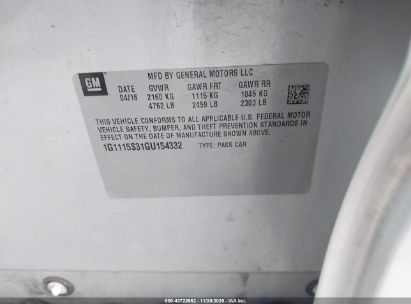 GM
MFD BY GENERAL MOTORS LLC
DATE GVWR GAWR FRT GAWR RR
04/16 2160 KG 1115 KG 1045 KG
4762 LB 2459 LB 2303 LB
THIS VEHICLE CONFORMS TO ALL APPLICABLE U.S. FEDERAL MOTOR
VEHICLE SAFETY, BUMPER, AND THEFT PREVENTION STANDARDS
IN EFFECT ON THE DATE OF MANUFACTURE SHOWN ABOVE.
1G1115S31GU154332 TYPE: PASS CAR